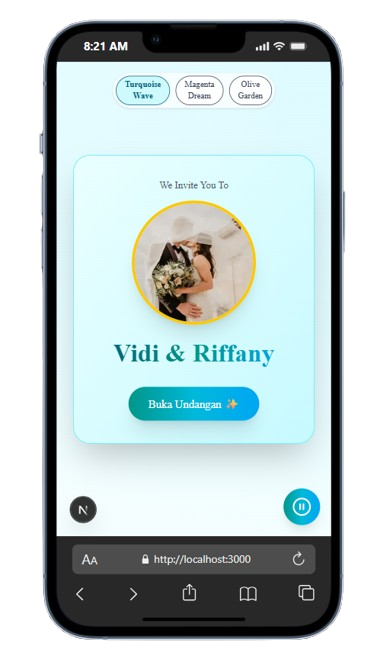 8:21 AM
Turquoise
Wave
Magenta
Dream
Olive
Garden
We Invite You To
Vidi & Riffany
Buka Undangan ✨
N
AA
http://localhost:3000